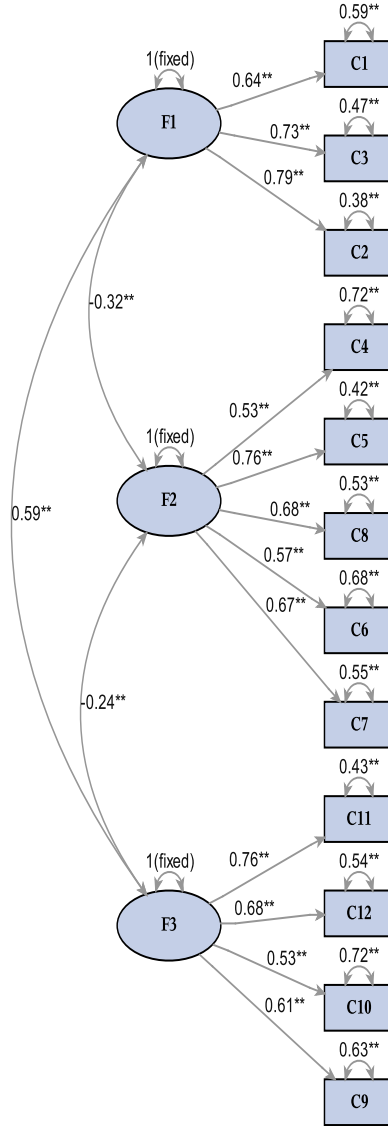 0.59**
1(fixed)
C1
0.64**
0.47**
F1
0.73**
C3
0.79**
0.38**
C2
0.72**
-0.32**
C4
0.53**
0.42**
1(fixed)
0.76**
C5
0.53**
F2
0.68**
0.59**
C8
0.57**
0.68**
0.67**
C6
0.55**
-0.24**
C7
0.43**
C11
1(fixed)
0.76**
0.54**
0.68**
C12
F3
0.53**
0.72**
0.61**
C10
0.63**
C9